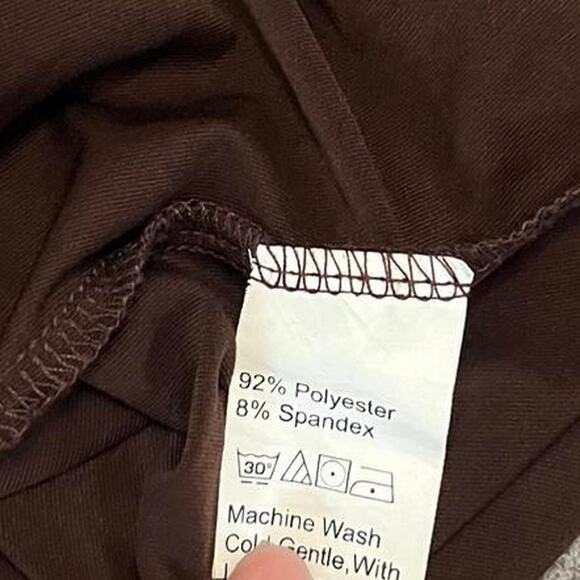 92% Polyester
8% Spandex
30°
Machine Wash
Cold Gentle, With